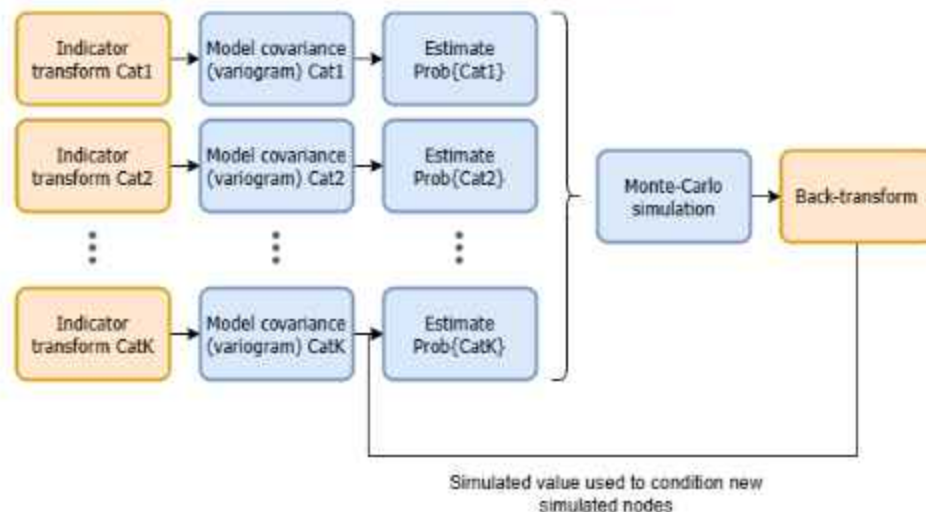 Indicator
transform Cat1
Model covariance
(variogram) Cat1
Estimate
Prob{Cat1}
Indicator
transform Cat2
Model covariance
(variogram) Cat2
Estimate
Prob{Cat2}
Monte-Carlo
simulation
Back-transform
Indicator
transform CatK
Model covariance
(variogram) CatK
Estimate
Prob{CatK}
Simulated value used to condition new
simulated nodes